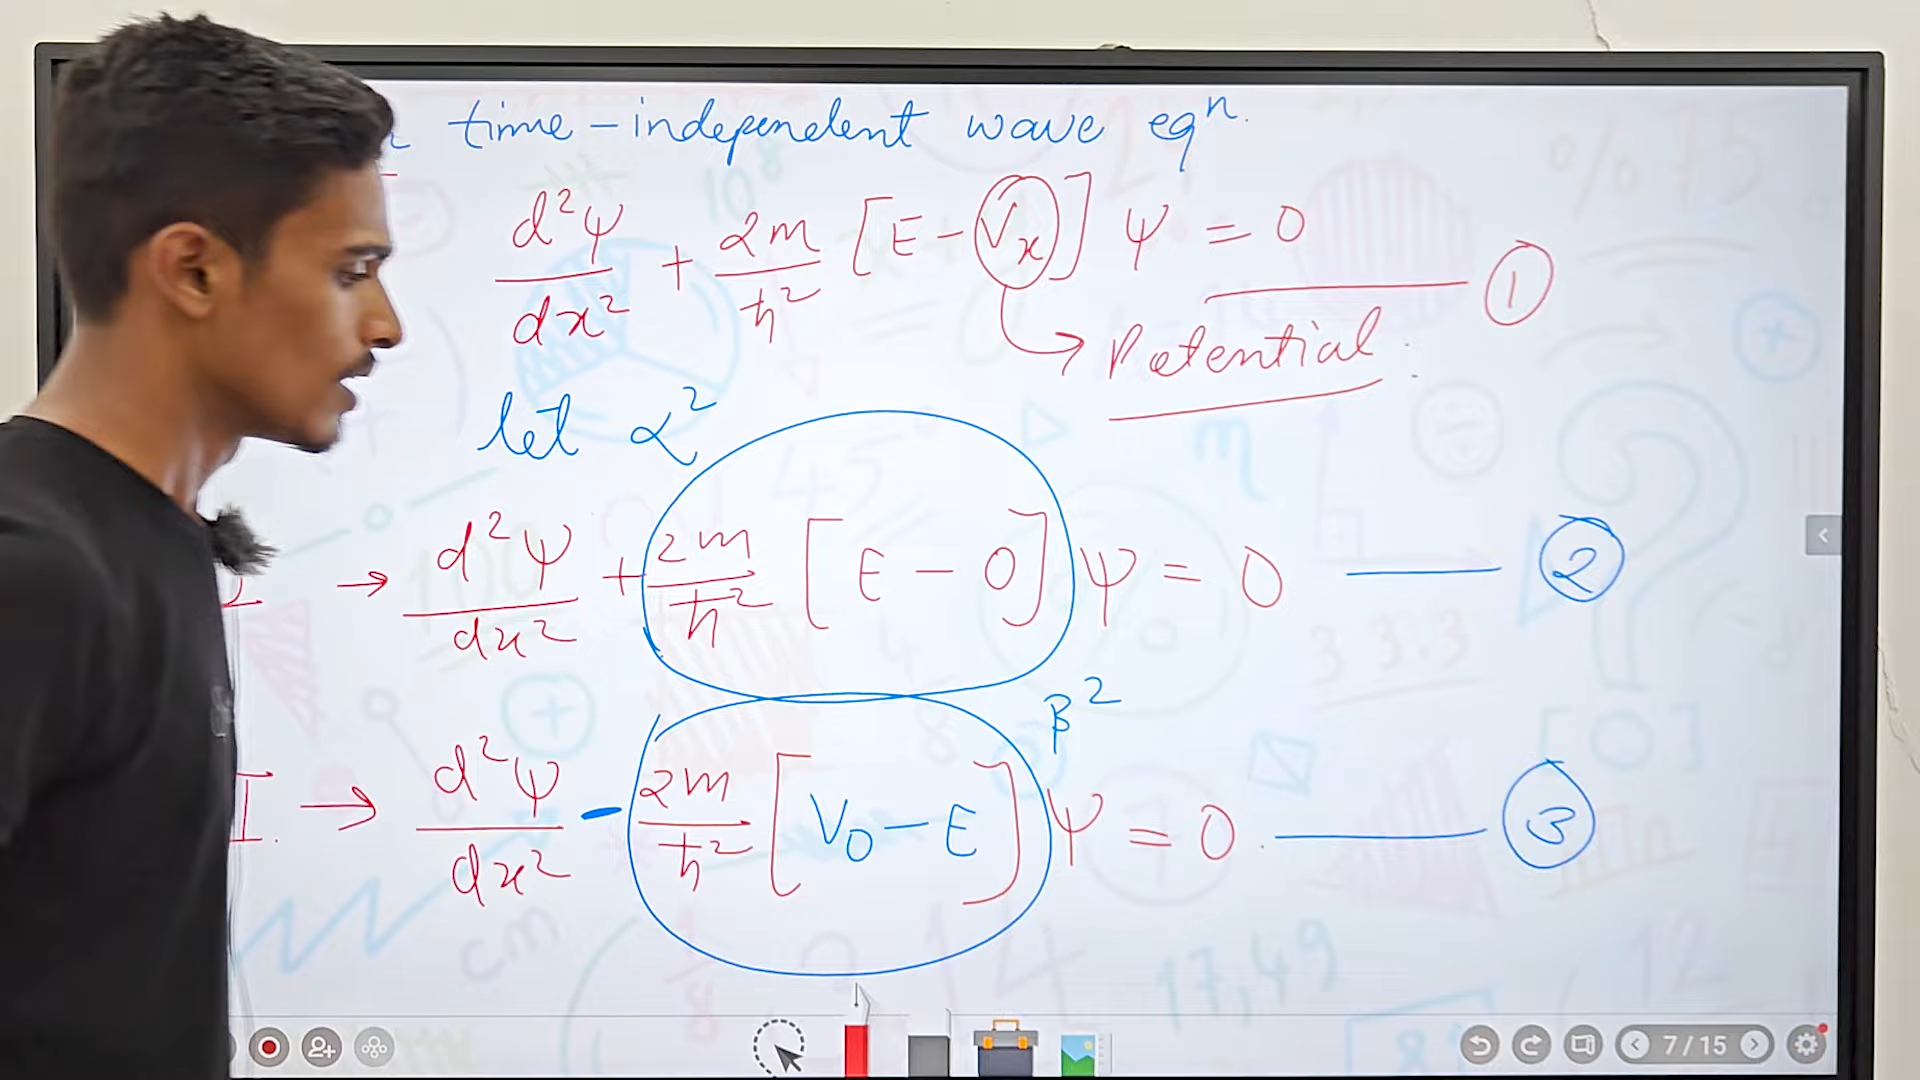 time-independent wave eqⁿ.
d²ψ/dx² + 2m/ħ² [E - Vₓ] ψ = 0 ——— ①
Potential.
let α²
→ d²ψ/dx² + 2m/ħ² [E - 0] ψ = 0 ——— ②
β²
I. → d²ψ/dx² - 2m/ħ² [V₀ - E] ψ = 0 ——— ③
7/15